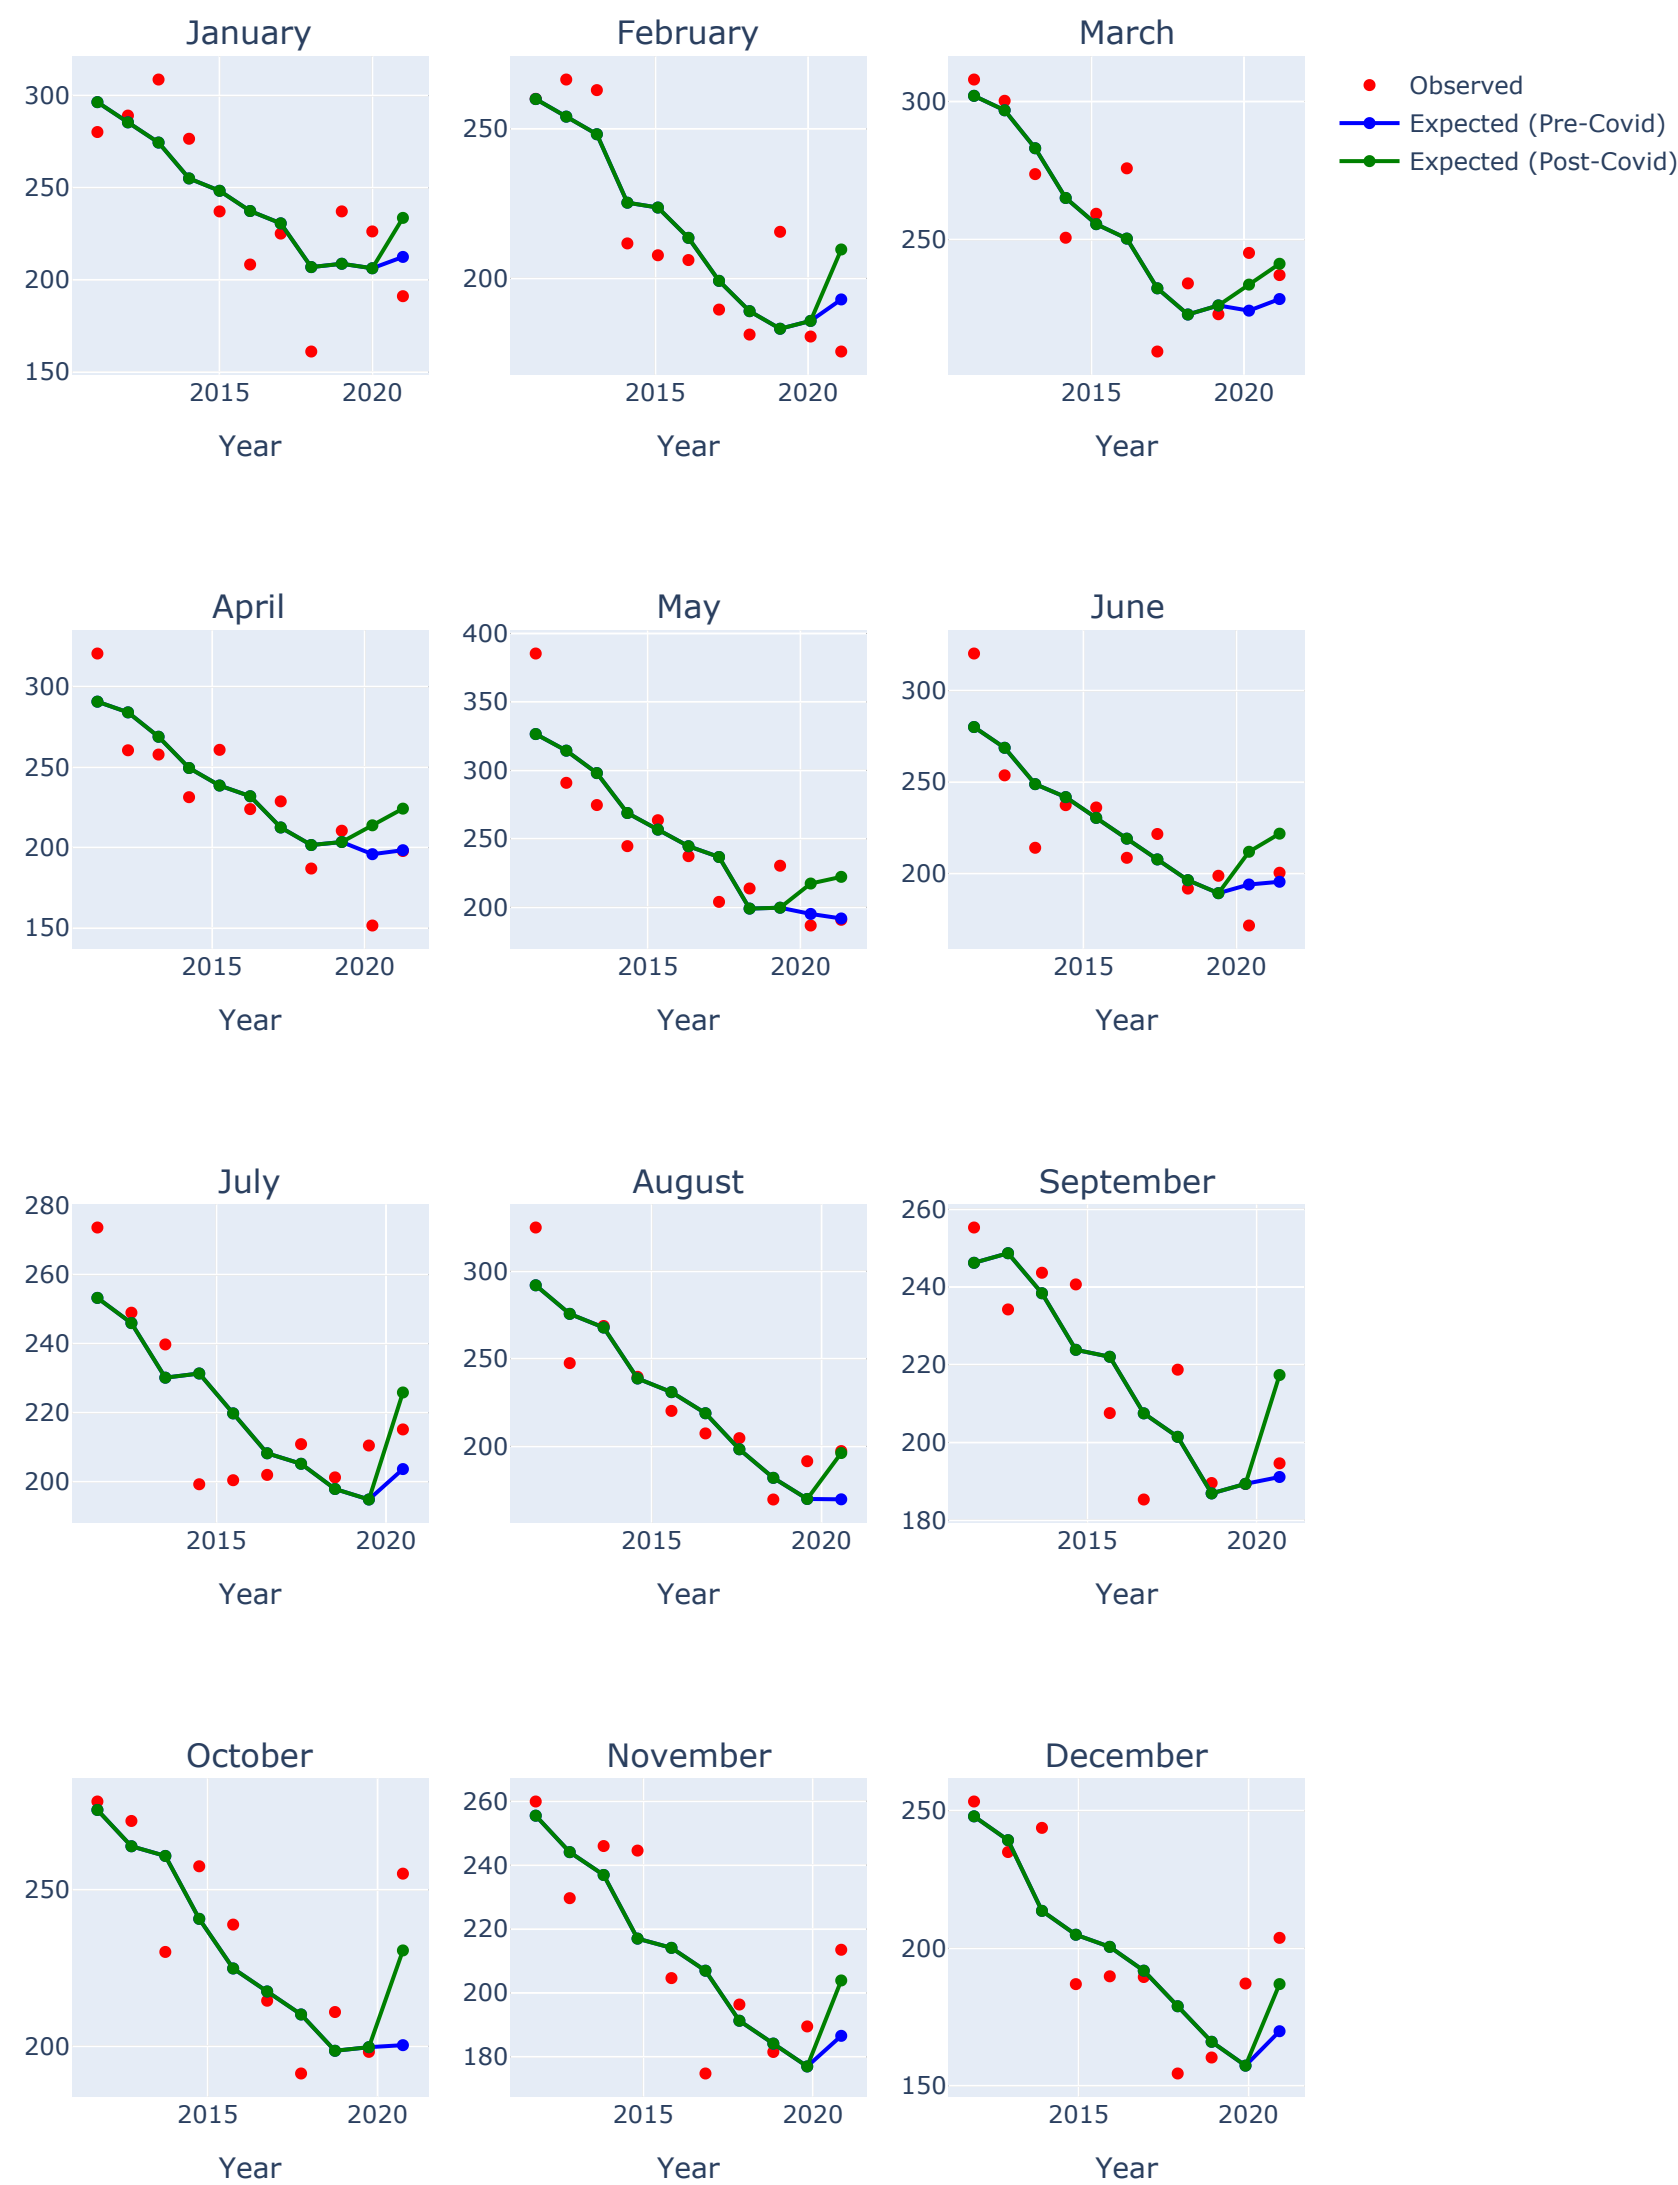 January
February
March
300
250
200
150
2015
2020
Year
250
200
2015
2020
Year
300
250
2015
2020
Year
Observed
Expected (Pre-Covid)
Expected (Post-Covid)
April
May
June
300
250
200
150
2015
2020
Year
400
350
300
250
200
2015
2020
Year
300
250
200
2015
2020
Year
July
August
September
280
260
240
220
200
2015
2020
Year
300
250
200
2015
2020
Year
260
240
220
200
180
2015
2020
Year
October
November
December
250
200
2015
2020
Year
260
240
220
200
180
2015
2020
Year
250
200
150
2015
2020
Year